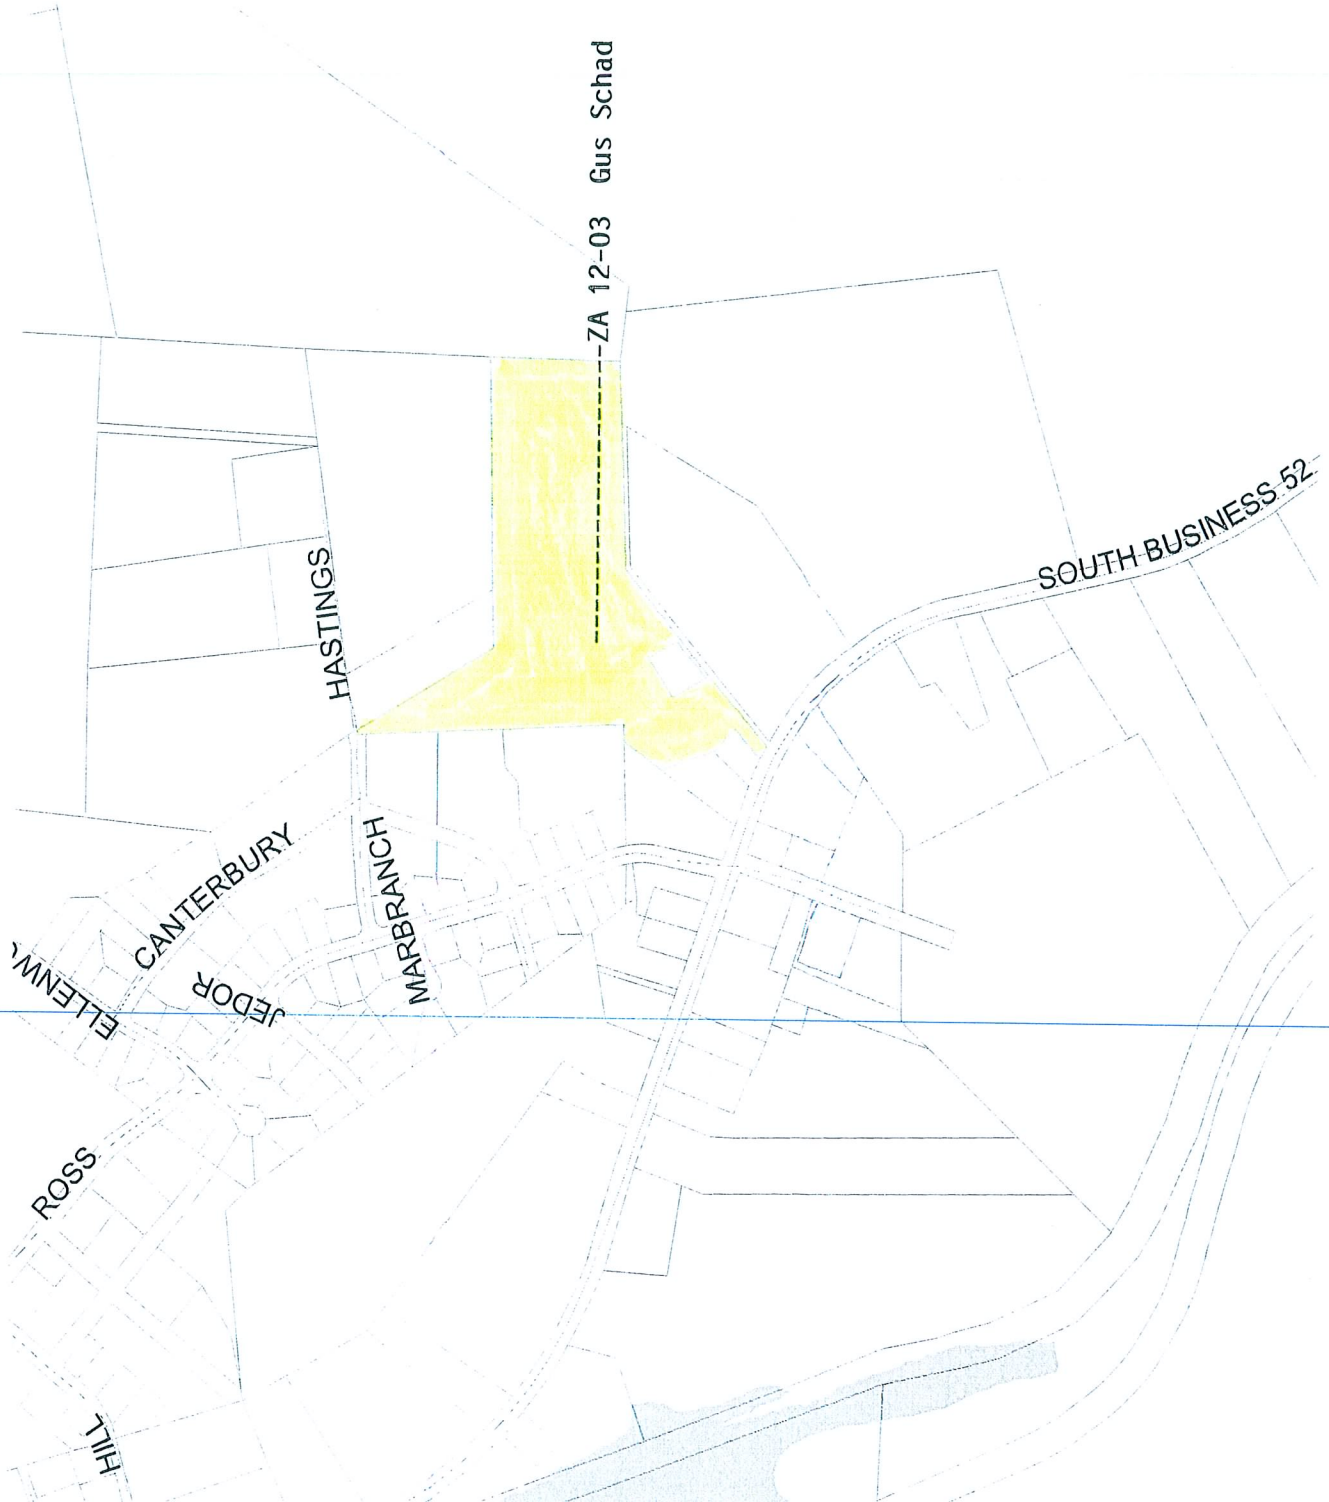 ZA 12-03 Gus Schad
SOUTH BUSINESS 52
HASTINGS
CANTERBURY
MARBRANCH
JEDOR
ROSS
HILL